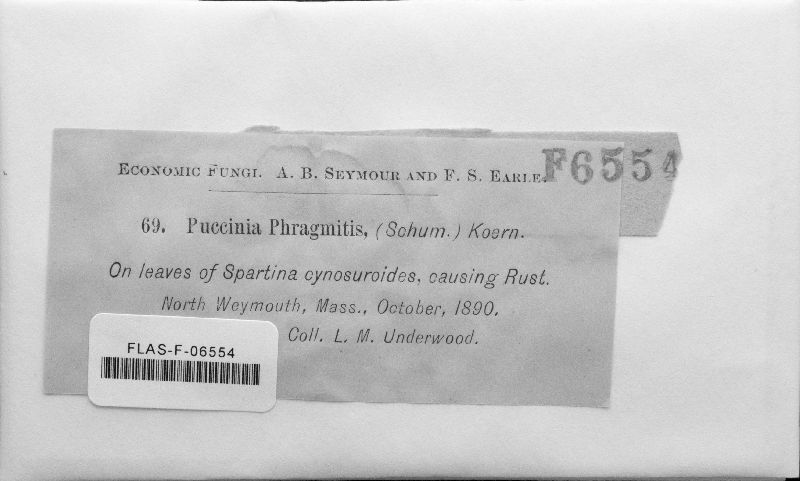 Economic Fungi. A. B. Seymour and F. S. Earle.
F6554
69. Puccinia Phragmitis, (Schum.) Koern.
On leaves of Spartina cynosuroides, causing Rust.
North Weymouth, Mass., October, 1890.
Coll. L. M. Underwood.
FLAS-F-06554